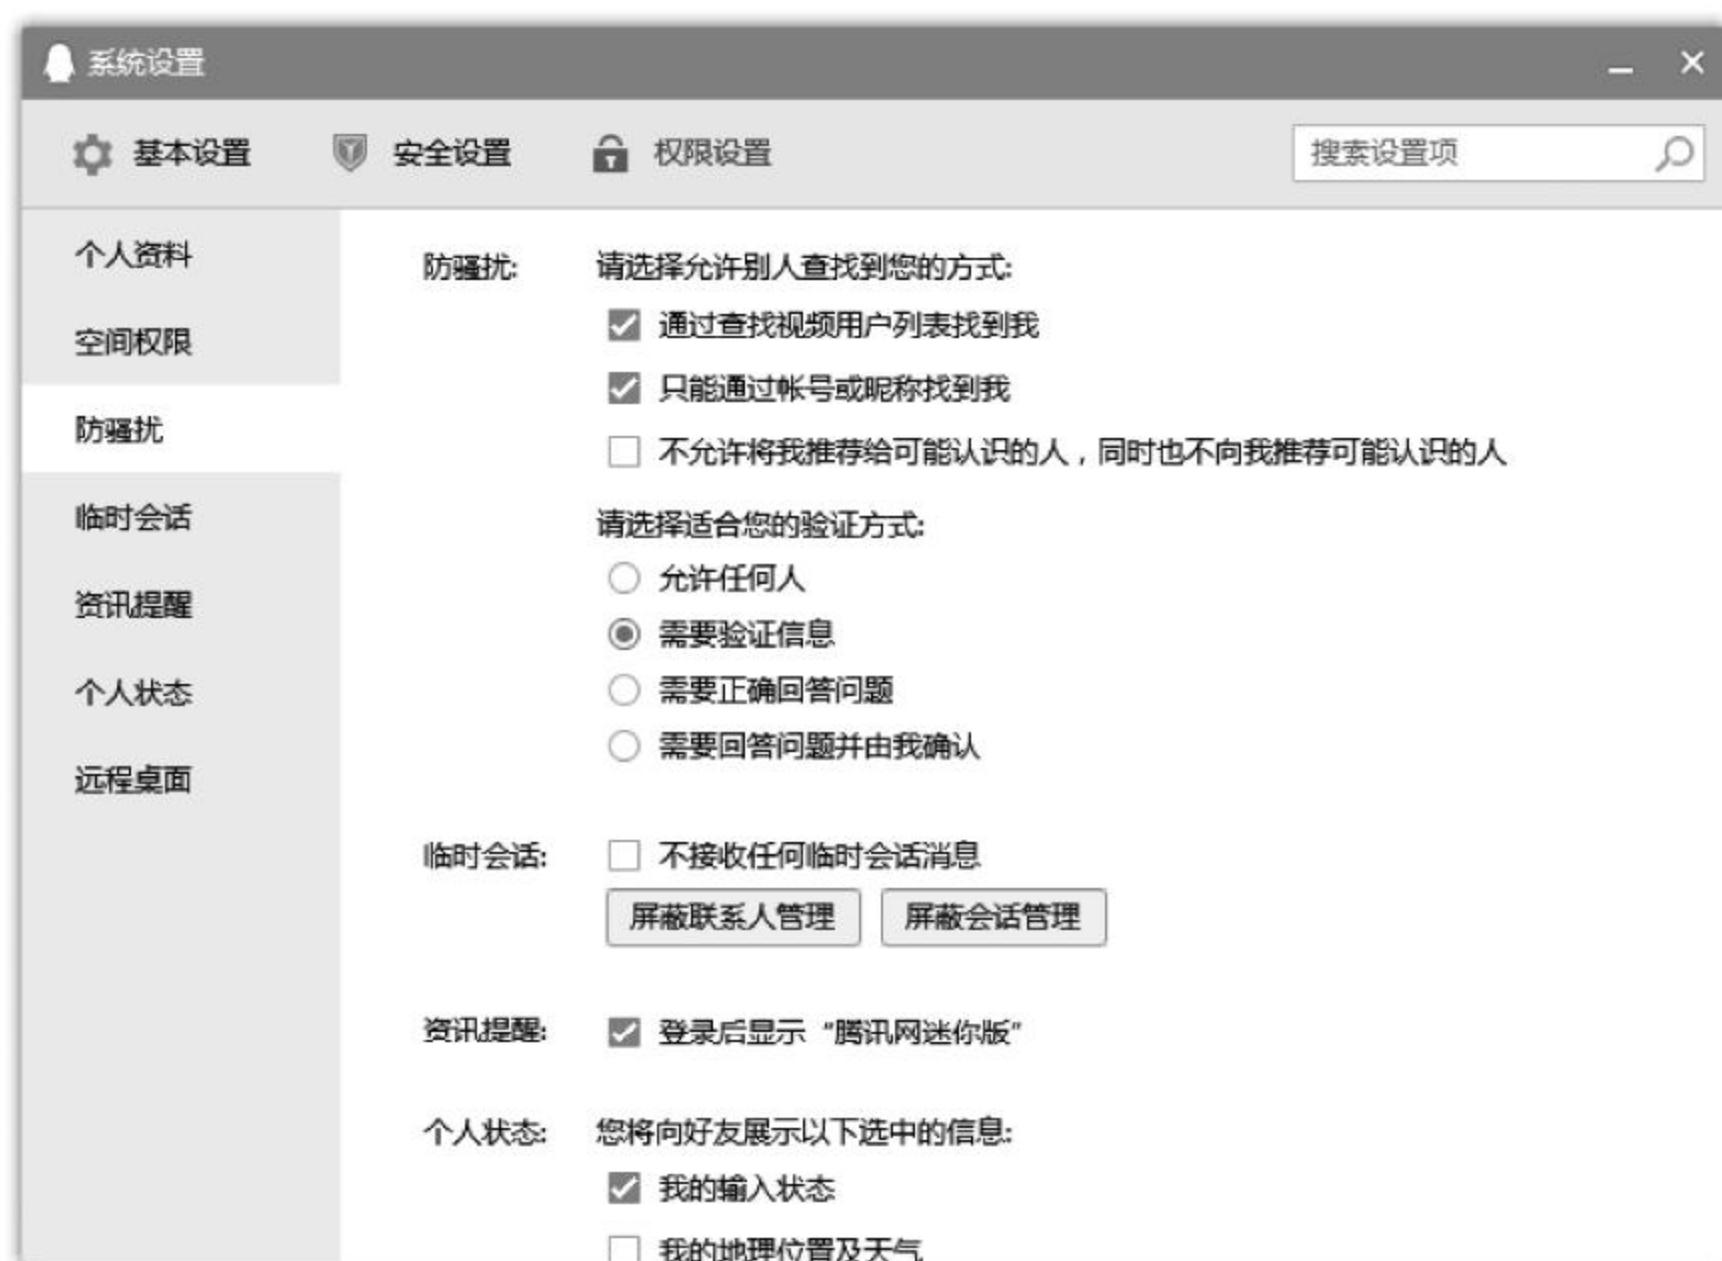 系统设置
基本设置 安全设置 权限设置 搜索设置项
个人资料
空间权限
防骚扰
临时会话
资讯提醒
个人状态
远程桌面
防骚扰: 请选择允许别人查找到您的方式:
通过查找视频用户列表找到我
只能通过帐号或昵称找到我
不允许将我推荐给可能认识的人，同时也不向我推荐可能认识的人
请选择适合您的验证方式:
允许任何人
需要验证信息
需要正确回答问题
需要回答问题并由我确认
临时会话: 不接收任何临时会话消息
屏蔽联系人管理 屏蔽会话管理
资讯提醒: 登录后显示“腾讯网迷你版”
个人状态: 您将向好友展示以下选中的信息:
我的输入状态
我的地理位置及天气